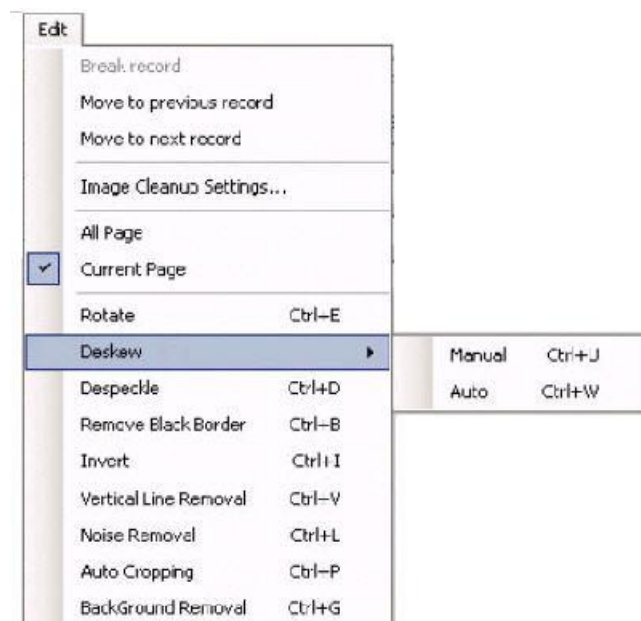 Edit
Break record
Move to previous record
Move to next record
Image Cleanup Settings...
All Page
Current Page
Rotate Ctrl+E
Deskew
Manual Ctrl+U
Auto Ctrl+W
Despeckle Ctrl+D
Remove Black Border Ctrl+B
Invert Ctrl+I
Vertical Line Removal Ctrl+V
Noise Removal Ctrl+L
Auto Cropping Ctrl+P
BackGround Removal Ctrl+G